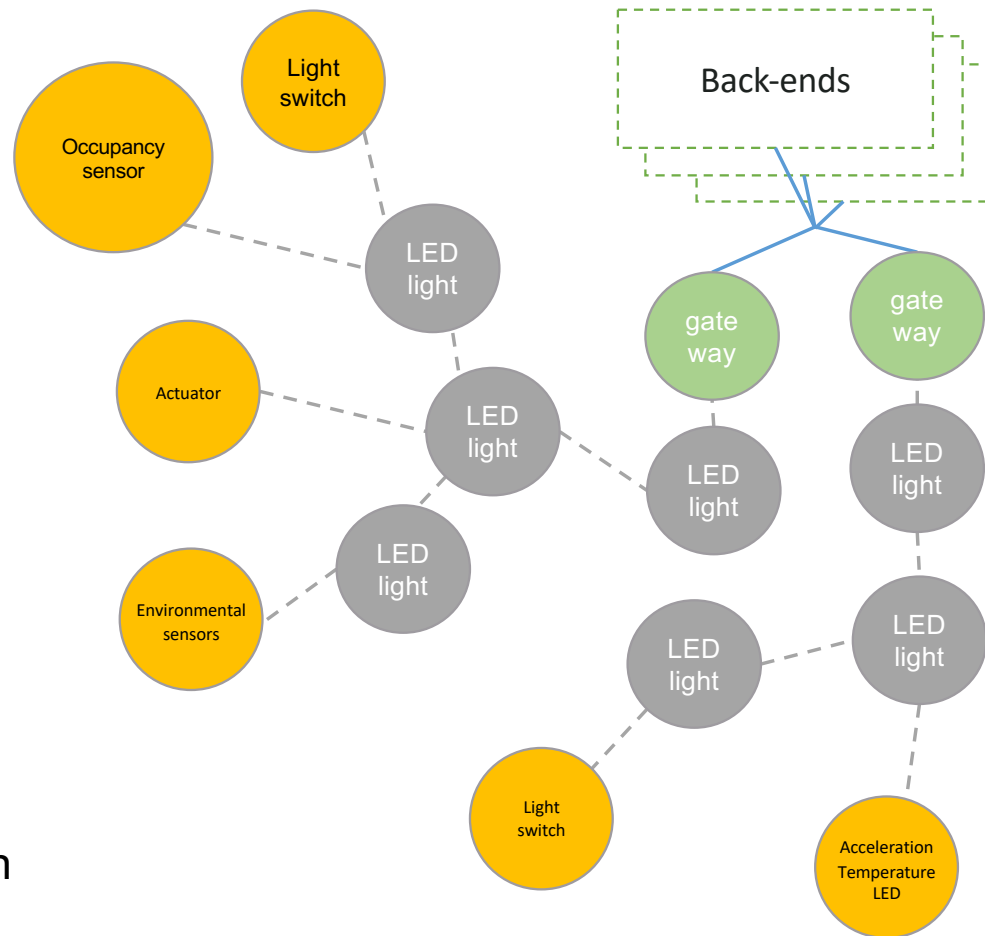 Light
switch
Back-ends
Occupancy
sensor
LED
light
gate
way
gate
way
Actuator
LED
light
LED
light
LED
light
LED
light
Environmental
sensors
LED
light
LED
light
Light
switch
Acceleration
Temperature
LED
n